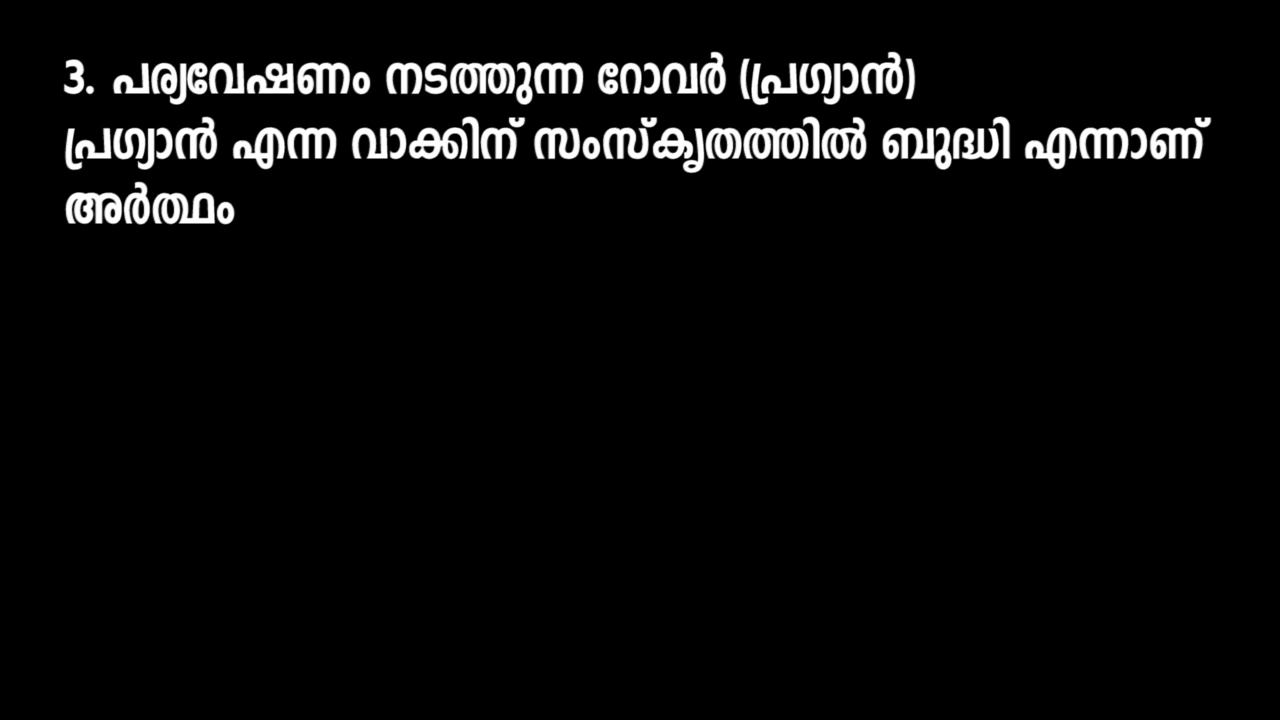 3. പര്യവേഷണം നടത്തുന്ന റോവർ (പ്രഗ്യാൻ)
പ്രഗ്യാൻ എന്ന വാക്കിന് സംസ്കൃതത്തിൽ ബുദ്ധി എന്നാണ്
അർത്ഥം